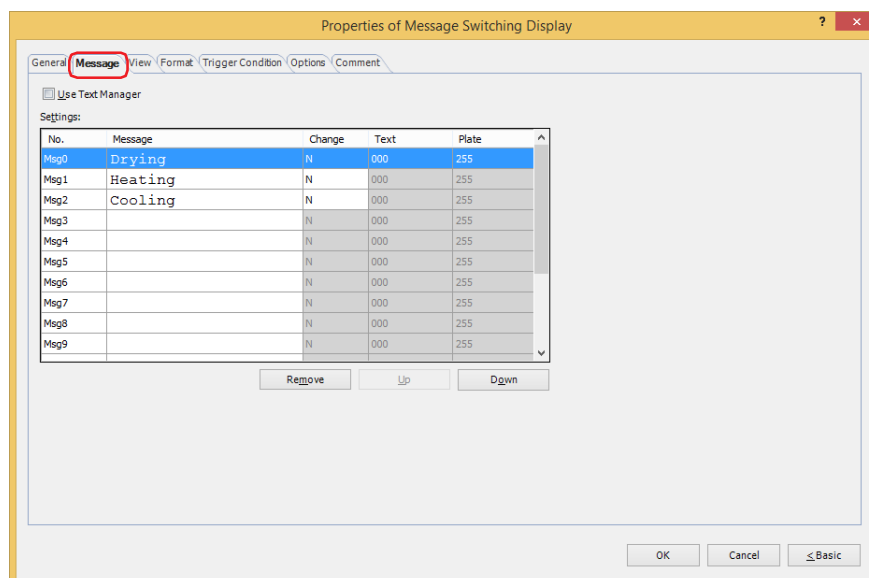 Properties of Message Switching Display ? ×
General Message View Format Trigger Condition Options Comment
Use Text Manager
Settings:
No. Message Change Text Plate
Msg0 Drying N 000 255
Msg1 Heating N 000 255
Msg2 Cooling N 000 255
Msg3 N 000 255
Msg4 N 000 255
Msg5 N 000 255
Msg6 N 000 255
Msg7 N 000 255
Msg8 N 000 255
Msg9 N 000 255
Remove Up Down
OK Cancel < Basic